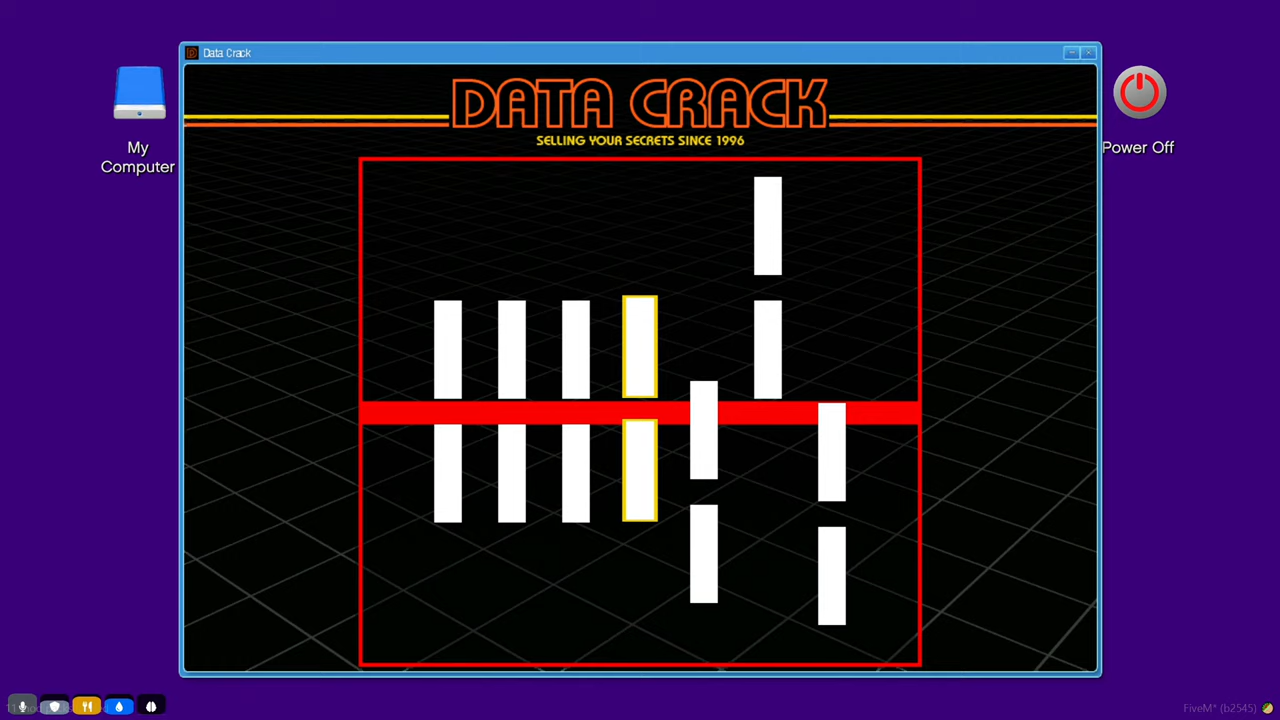 Data Crack
DATA CRACK
SELLING YOUR SECRETS SINCE 1996
My
Computer
Power Off
FiveM* (b2545)